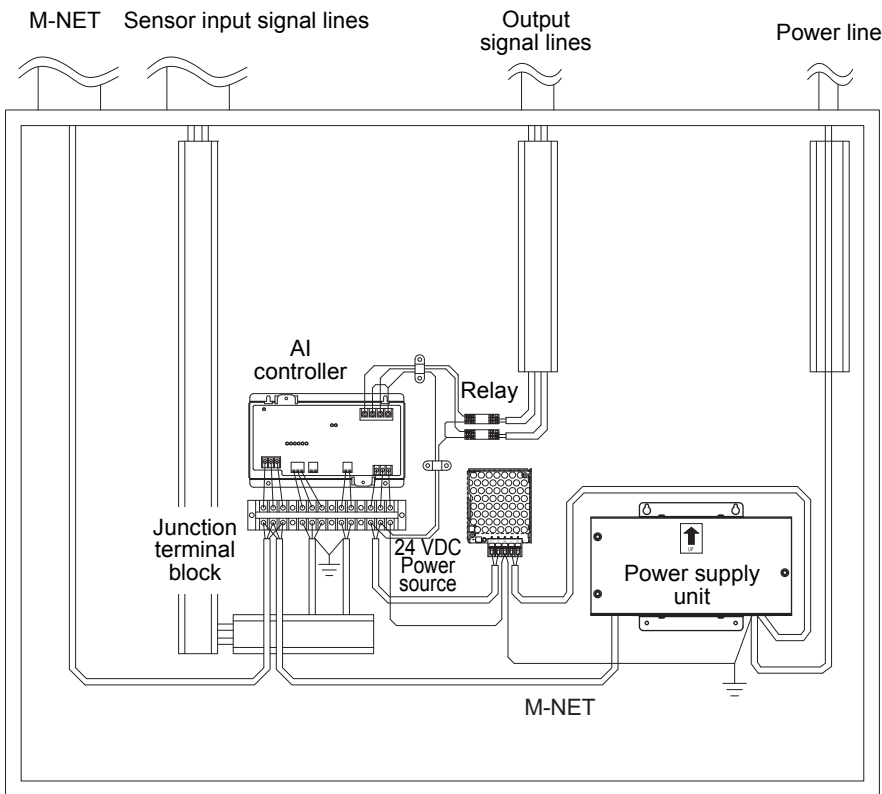 M-NET
Sensor input signal lines
Output
signal lines
Power line
AI
controller
Relay
Junction
terminal
block
24 VDC
Power
source
UP
Power supply
unit
M-NET